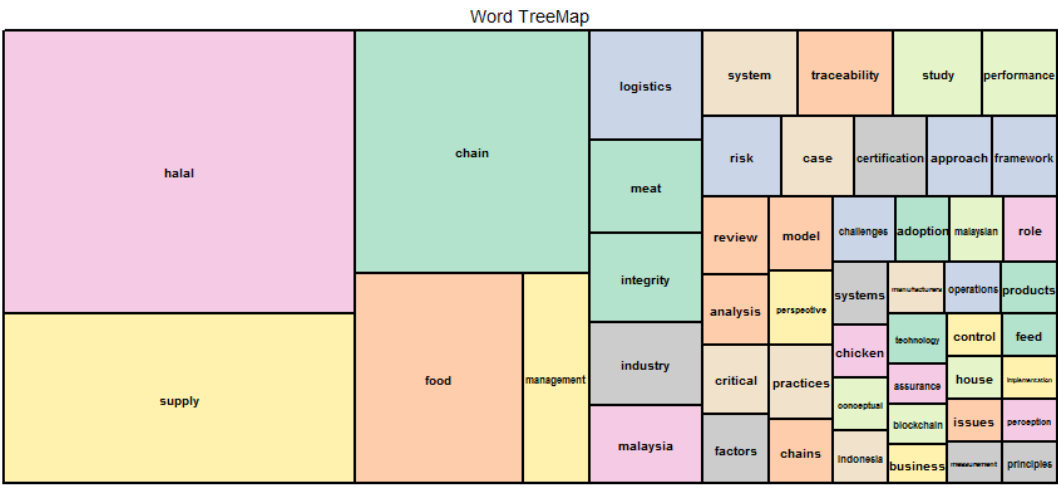 Word TreeMap
halal
supply
chain
food
management
logistics
meat
integrity
industry
malaysia
system
traceability
study
performance
risk
case
certification
approach
framework
review
model
challenges
adoption
malaysian
role
analysis
perspective
systems
manufacturers
operations
products
critical
practices
chicken
technology
control
feed
assurance
house
implementation
conceptual
blockchain
issues
perception
factors
chains
indonesia
business
measurement
principles